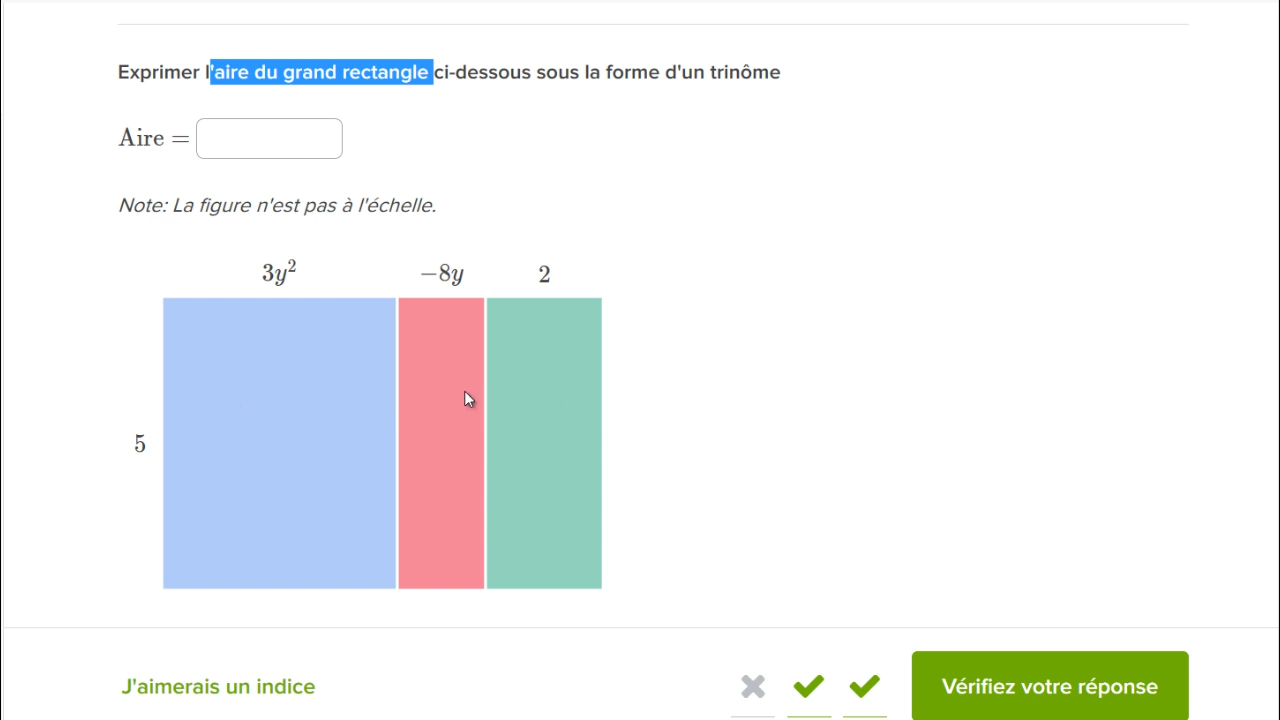 Exprimer l'aire du grand rectangle ci-dessous sous la forme d'un trinôme
Aire =
Note: La figure n'est pas à l'échelle.
3y² −8y 2
5
J'aimerais un indice
Vérifiez votre réponse